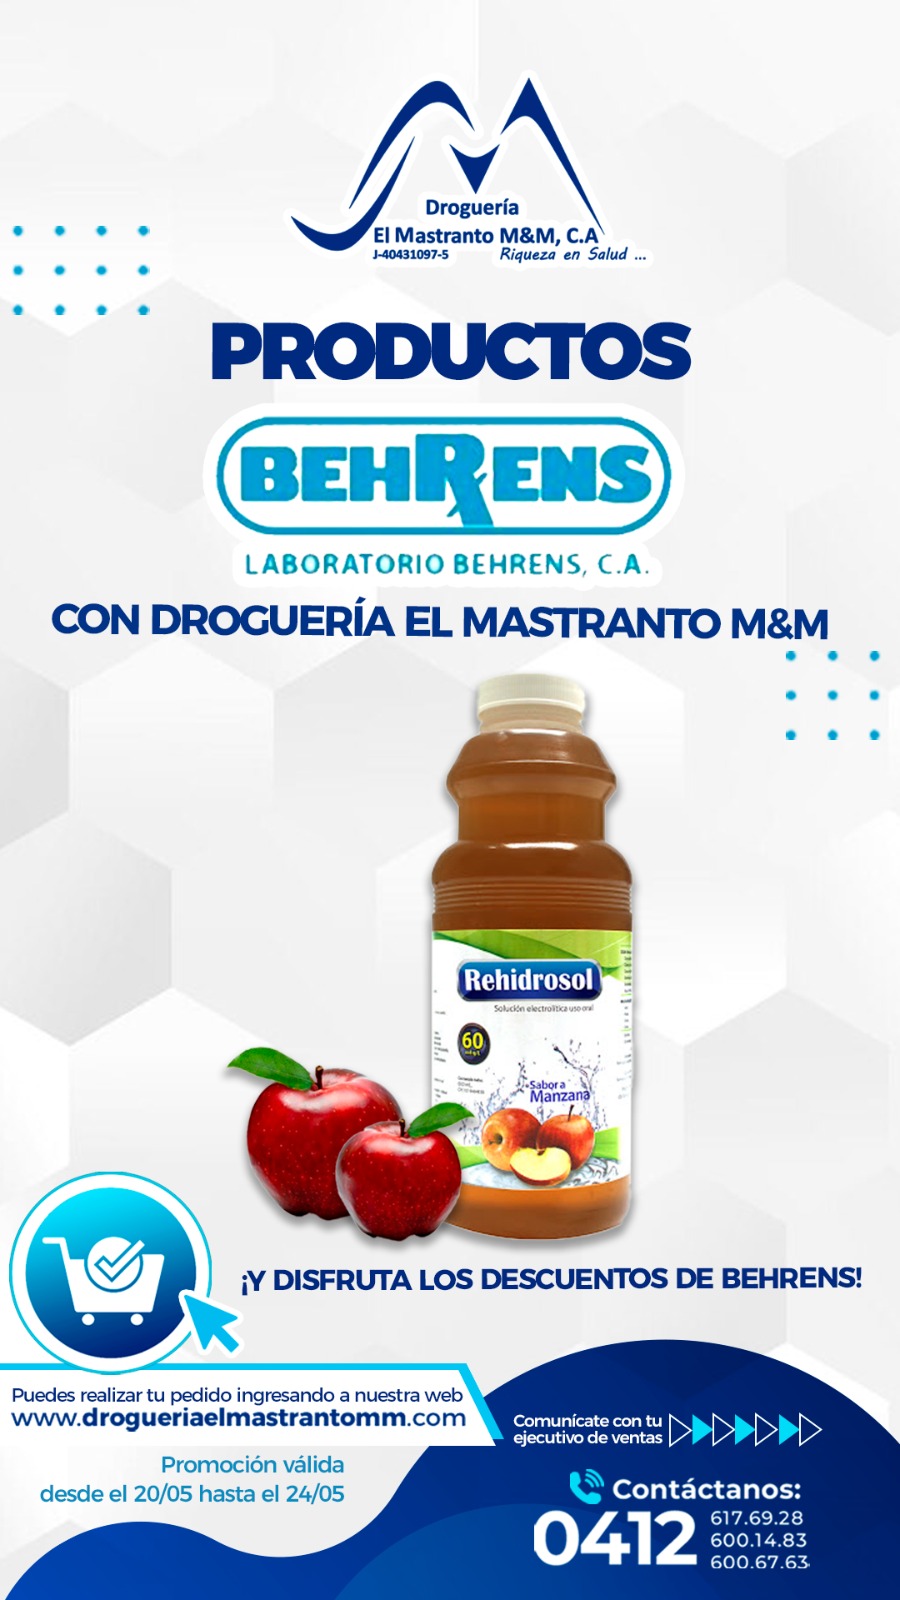 Droguería
El Mastranto M&M, C.A
J-40431097-5
Riqueza en Salud ...
PRODUCTOS
BEHRENS
LABORATORIO BEHRENS, C.A.
CON DROGUERÍA EL MASTRANTO M&M
Rehidrosol
Solución electrolítica uso oral
60
Sabor a
Manzana
¡Y DISFRUTA LOS DESCUENTOS DE BEHRENS!
Puedes realizar tu pedido ingresando a nuestra web
www.drogueriaelmastrantomm.com
Comunícate con tu
ejecutivo de ventas
Promoción válida
desde el 20/05 hasta el 24/05
Contáctanos:
0412
617.69.28
600.14.83
600.67.63